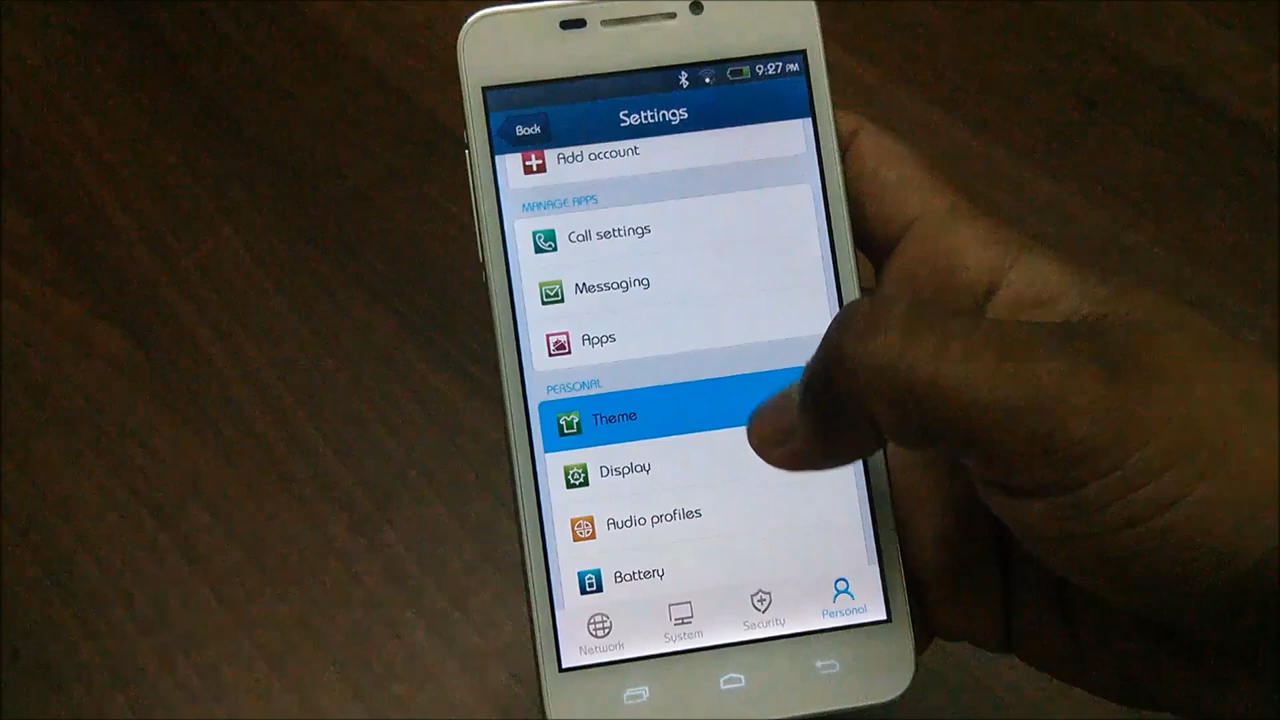 9:27 PM
Back
Settings
Add account
MANAGE APPS
Call settings
Messaging
Apps
PERSONAL
Theme
Display
Audio profiles
Battery
Network
System
Security
Personal